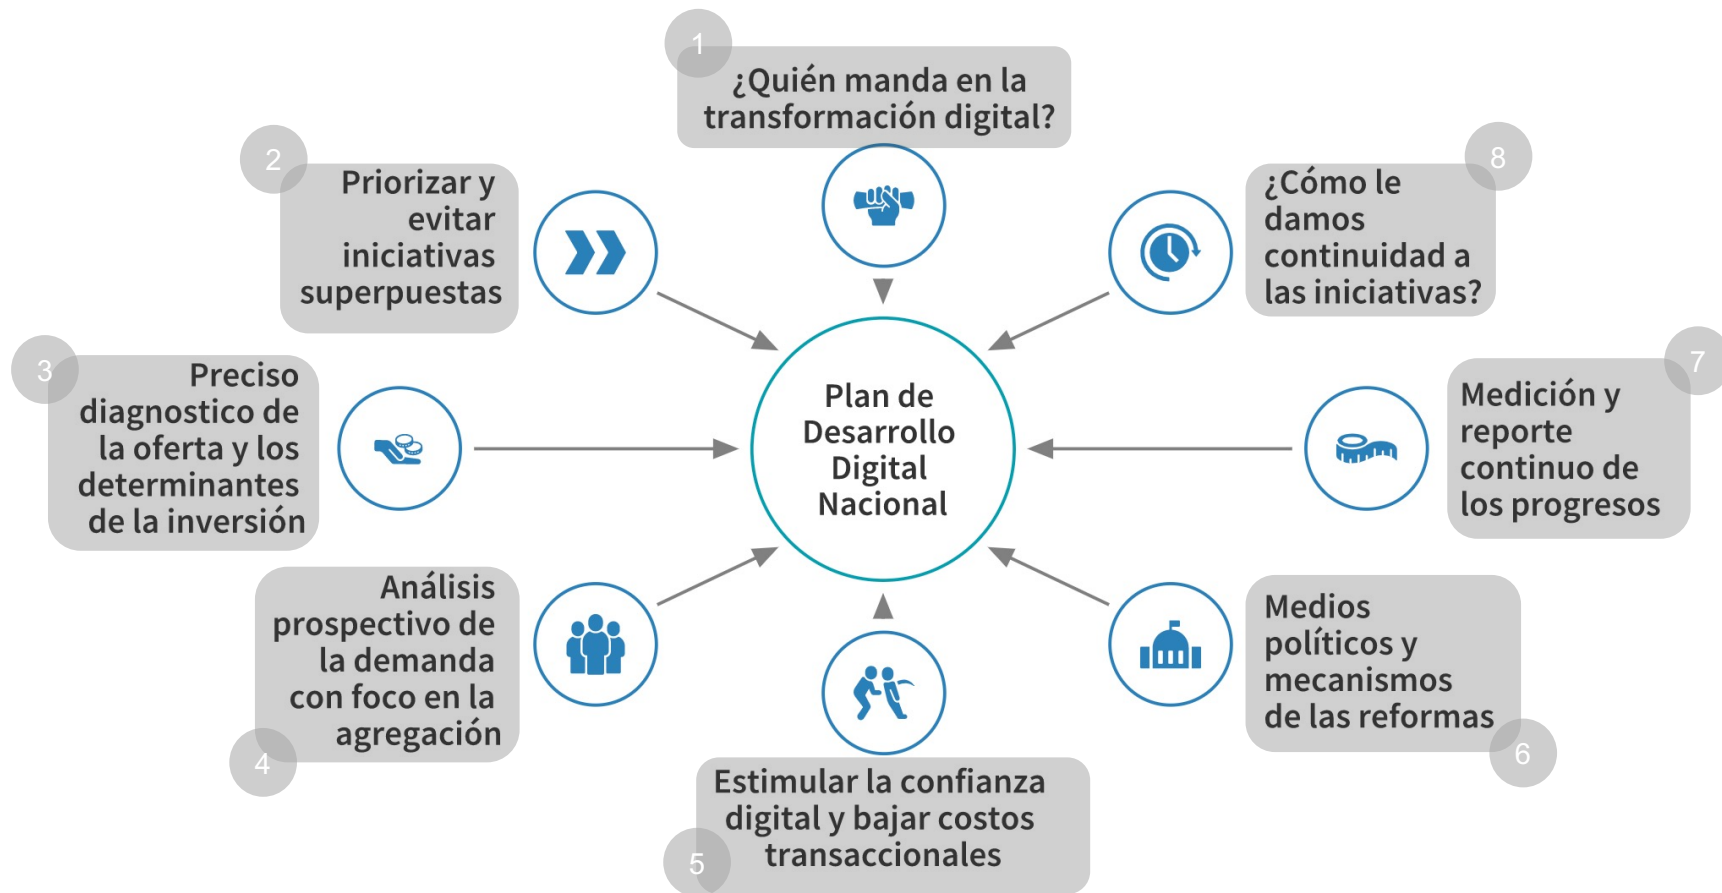 1
¿Quién manda en la
transformación digital?
2
Priorizar y
evitar
iniciativas
superpuestas
3
Preciso
diagnostico de
la oferta y los
determinantes
de la inversión
4
Análisis
prospectivo de
la demanda
con foco en la
agregación
5
Estimular la confianza
digital y bajar costos
transaccionales
6
Medios
políticos y
mecanismos
de las reformas
7
Medición y
reporte
continuo de
los progresos
8
¿Cómo le
damos
continuidad a
las iniciativas?
Plan de
Desarrollo
Digital
Nacional